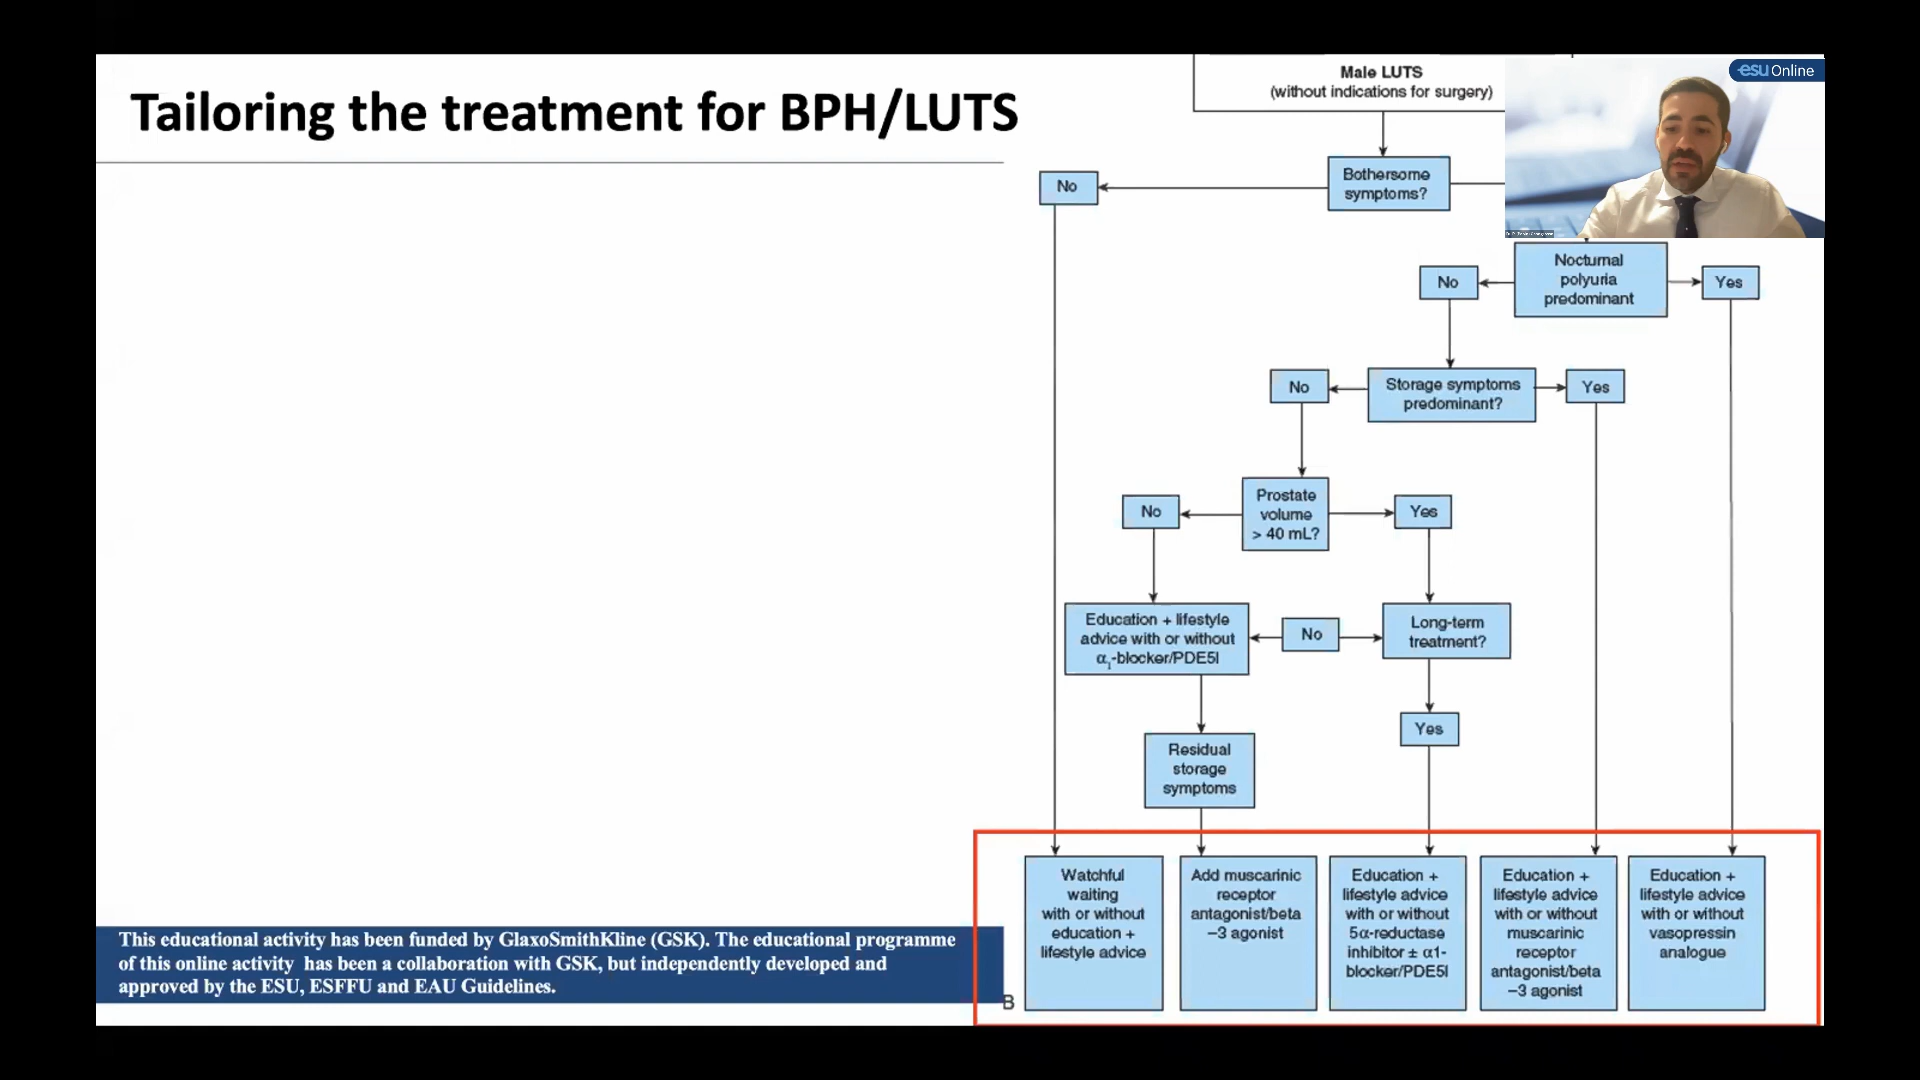 Tailoring the treatment for BPH/LUTS
Male LUTS
(without indications for surgery)
esu Online
Bothersome
symptoms?
No
Nocturnal
polyuria
predominant
No
Yes
Storage symptoms
predominant?
No
Yes
Prostate
volume
> 40 mL?
No
Yes
Education + lifestyle
advice with or without
α₁-blocker/PDE5I
No
Long-term
treatment?
Yes
Residual
storage
symptoms
Watchful
waiting
with or without
education +
lifestyle advice
Add muscarinic
receptor
antagonist/beta
–3 agonist
Education +
lifestyle advice
with or without
5α-reductase
inhibitor ± α1-
blocker/PDE5I
Education +
lifestyle advice
with or without
muscarinic
receptor
antagonist/beta
–3 agonist
Education +
lifestyle advice
with or without
vasopressin
analogue
B
This educational activity has been funded by GlaxoSmithKline (GSK). The educational programme
of this online activity has been a collaboration with GSK, but independently developed and
approved by the ESU, ESFFU and EAU Guidelines.